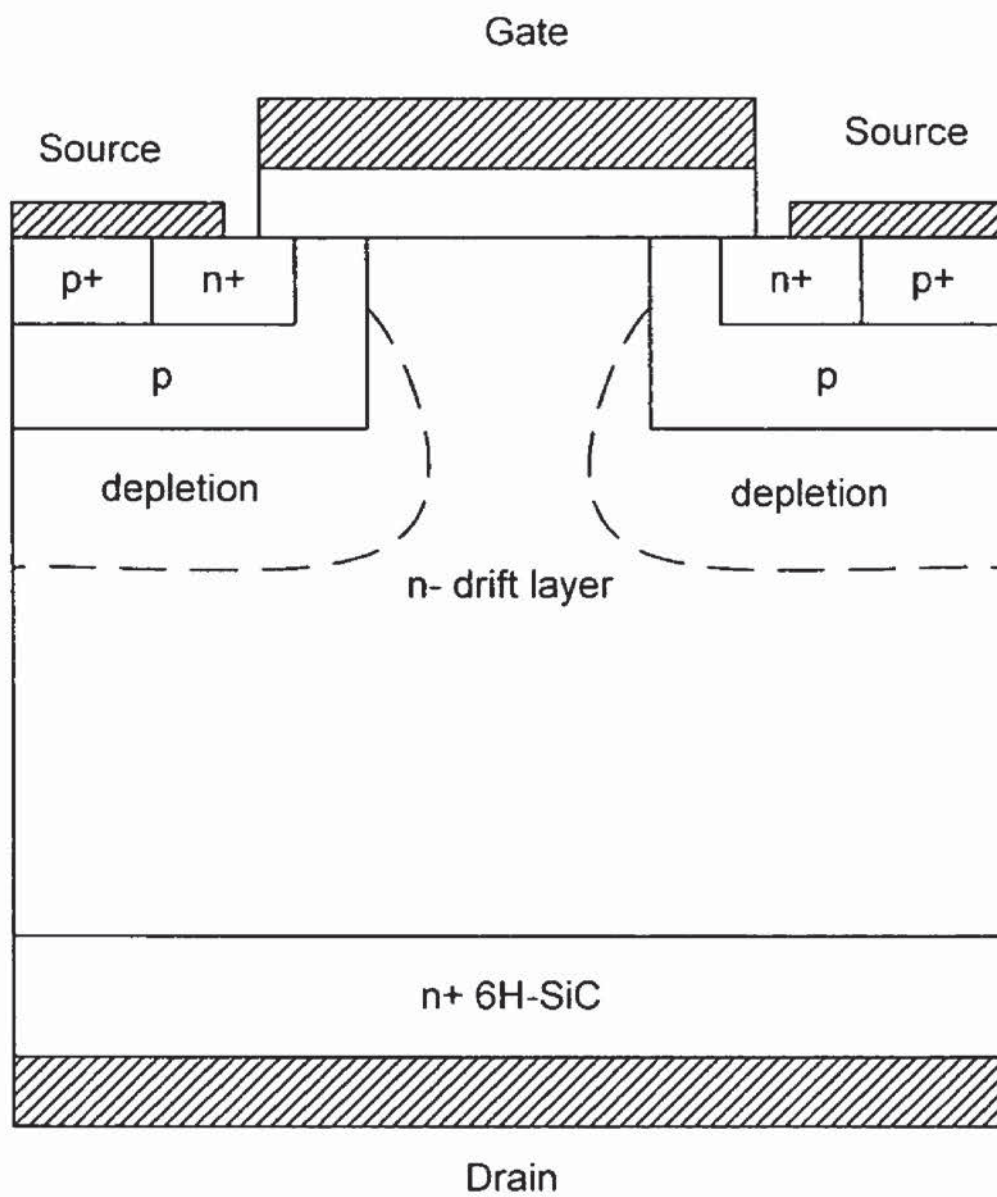 Gate
Source
Source
p+
n+
n+
p+
p
p
depletion
depletion
n- drift layer
n+ 6H-SiC
Drain